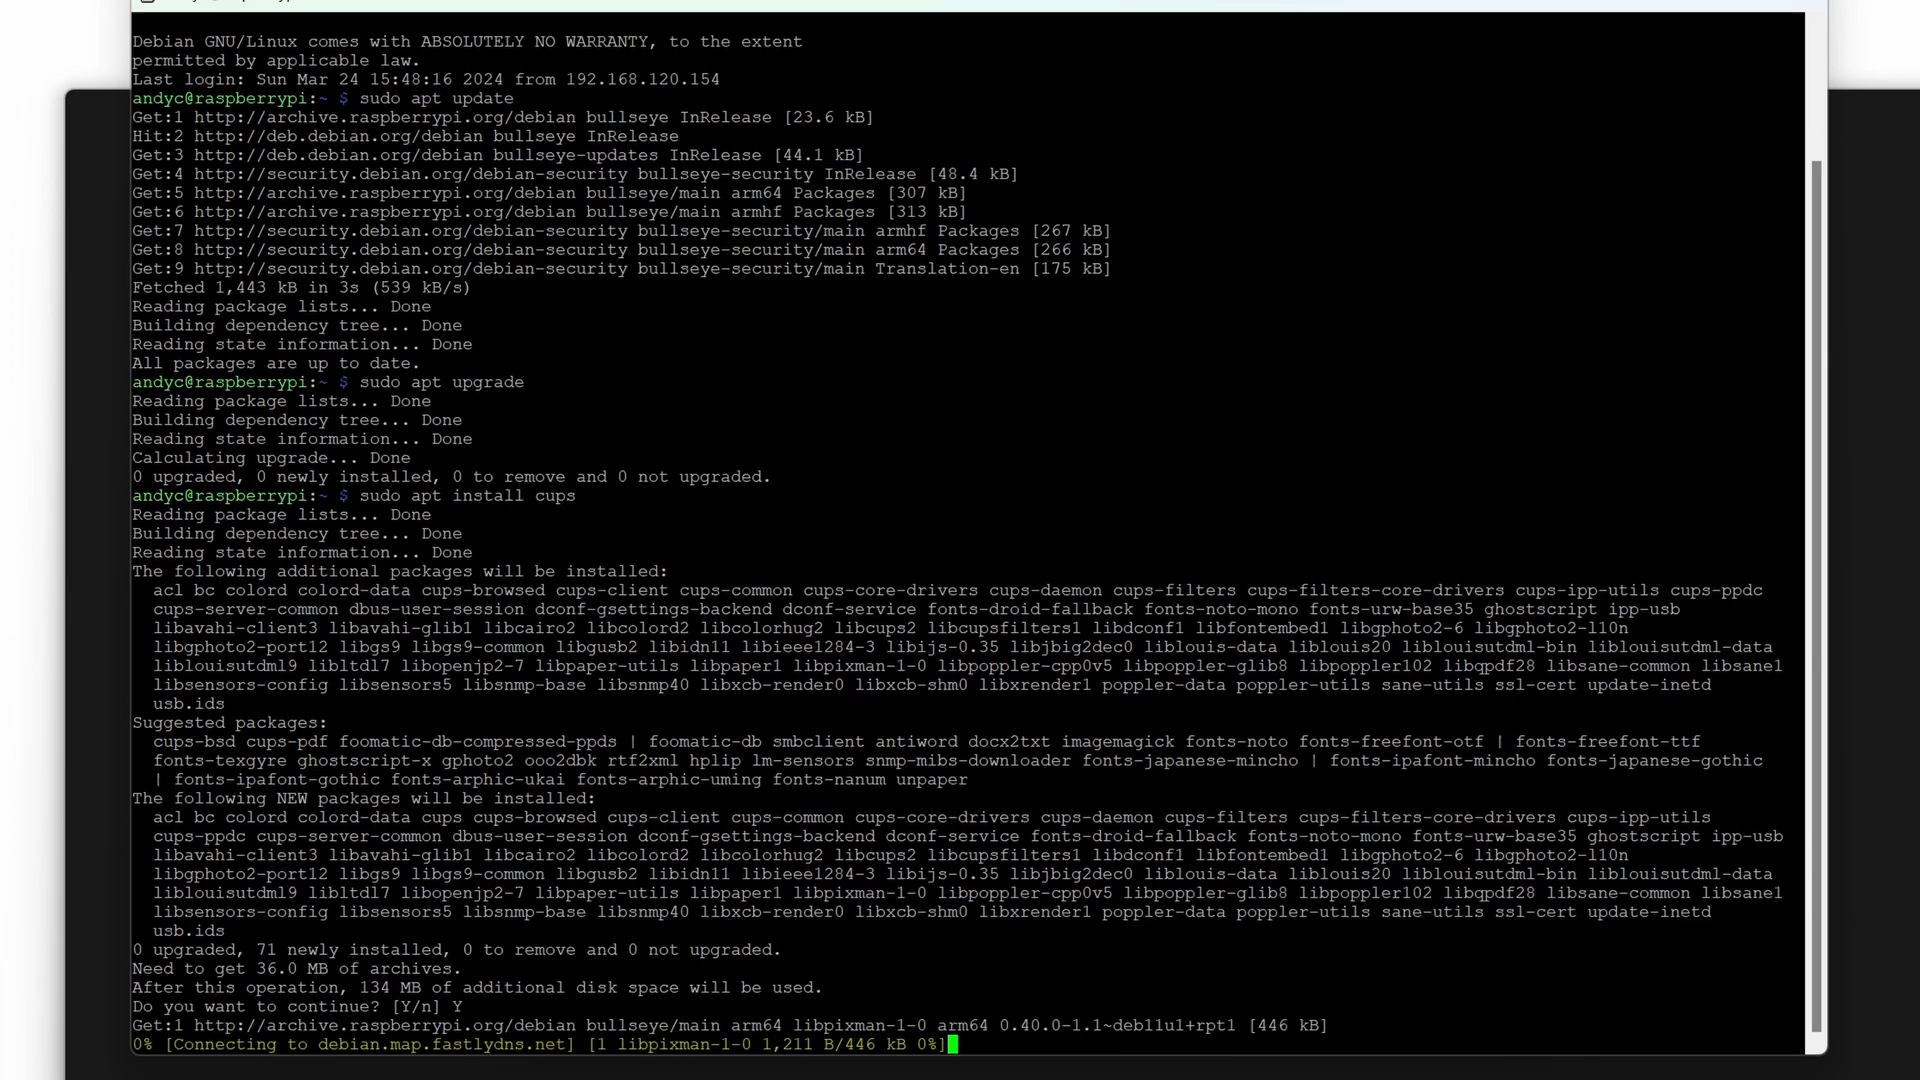 Debian GNU/Linux comes with ABSOLUTELY NO WARRANTY, to the extent
permitted by applicable law.
Last login: Sun Mar 24 15:48:16 2024 from 192.168.120.154
andyc@raspberrypi:~ $ sudo apt update
Get:1 http://archive.raspberrypi.org/debian bullseye InRelease [23.6 kB]
Hit:2 http://deb.debian.org/debian bullseye InRelease
Get:3 http://deb.debian.org/debian bullseye-updates InRelease [44.1 kB]
Get:4 http://security.debian.org/debian-security bullseye-security InRelease [48.4 kB]
Get:5 http://archive.raspberrypi.org/debian bullseye/main arm64 Packages [307 kB]
Get:6 http://archive.raspberrypi.org/debian bullseye/main armhf Packages [313 kB]
Get:7 http://security.debian.org/debian-security bullseye-security/main armhf Packages [267 kB]
Get:8 http://security.debian.org/debian-security bullseye-security/main arm64 Packages [266 kB]
Get:9 http://security.debian.org/debian-security bullseye-security/main Translation-en [175 kB]
Fetched 1,443 kB in 3s (539 kB/s)
Reading package lists... Done
Building dependency tree... Done
Reading state information... Done
All packages are up to date.
andyc@raspberrypi:~ $ sudo apt upgrade
Reading package lists... Done
Building dependency tree... Done
Reading state information... Done
Calculating upgrade... Done
0 upgraded, 0 newly installed, 0 to remove and 0 not upgraded.
andyc@raspberrypi:~ $ sudo apt install cups
Reading package lists... Done
Building dependency tree... Done
Reading state information... Done
The following additional packages will be installed:
acl bc colord colord-data cups-browsed cups-client cups-common cups-core-drivers cups-daemon cups-filters cups-filters-core-drivers cups-ipp-utils cups-ppdc
cups-server-common dbus-user-session dconf-gsettings-backend dconf-service fonts-droid-fallback fonts-noto-mono fonts-urw-base35 ghostscript ipp-usb
libavahi-client3 libavahi-glib1 libcairo2 libcolord2 libcolorhug2 libcups2 libcupsfilters1 libdconf1 libfontembed1 libgphoto2-6 libgphoto2-l10n
libgphoto2-port12 libgs9 libgs9-common libgusb2 libidn11 libieee1284-3 libijs-0.35 libjbig2dec0 liblouis-data liblouis20 liblouisutdml-bin liblouisutdml-data
liblouisutdml9 libltdl7 libopenjp2-7 libpaper-utils libpaper1 libpixman-1-0 libpoppler-cpp0v5 libpoppler-glib8 libpoppler102 libqpdf28 libsane-common libsane1
libsensors-config libsensors5 libsnmp-base libsnmp40 libxcb-render0 libxcb-shm0 libxrender1 poppler-data poppler-utils sane-utils ssl-cert update-inetd
usb.ids
Suggested packages:
cups-bsd cups-pdf foomatic-db-compressed-ppds | foomatic-db smbclient antiword docx2txt imagemagick fonts-noto fonts-freefont-otf | fonts-freefont-ttf
fonts-texgyre ghostscript-x gphoto2 ooo2dbk rtf2xml hplip lm-sensors snmp-mibs-downloader fonts-japanese-mincho | fonts-ipafont-mincho fonts-japanese-gothic
| fonts-ipafont-gothic fonts-arphic-ukai fonts-arphic-uming fonts-nanum unpaper
The following NEW packages will be installed:
acl bc colord colord-data cups cups-browsed cups-client cups-common cups-core-drivers cups-daemon cups-filters cups-filters-core-drivers cups-ipp-utils
cups-ppdc cups-server-common dbus-user-session dconf-gsettings-backend dconf-service fonts-droid-fallback fonts-noto-mono fonts-urw-base35 ghostscript ipp-usb
libavahi-client3 libavahi-glib1 libcairo2 libcolord2 libcolorhug2 libcups2 libcupsfilters1 libdconf1 libfontembed1 libgphoto2-6 libgphoto2-l10n
libgphoto2-port12 libgs9 libgs9-common libgusb2 libidn11 libieee1284-3 libijs-0.35 libjbig2dec0 liblouis-data liblouis20 liblouisutdml-bin liblouisutdml-data
liblouisutdml9 libltdl7 libopenjp2-7 libpaper-utils libpaper1 libpixman-1-0 libpoppler-cpp0v5 libpoppler-glib8 libpoppler102 libqpdf28 libsane-common libsane1
libsensors-config libsensors5 libsnmp-base libsnmp40 libxcb-render0 libxcb-shm0 libxrender1 poppler-data poppler-utils sane-utils ssl-cert update-inetd
usb.ids
0 upgraded, 71 newly installed, 0 to remove and 0 not upgraded.
Need to get 36.0 MB of archives.
After this operation, 134 MB of additional disk space will be used.
Do you want to continue? [Y/n] Y
Get:1 http://archive.raspberrypi.org/debian bullseye/main arm64 libpixman-1-0 arm64 0.40.0-1.1~deb11u1+rpt1 [446 kB]
0% [Connecting to debian.map.fastlydns.net] [1 libpixman-1-0 1,211 B/446 kB 0%]